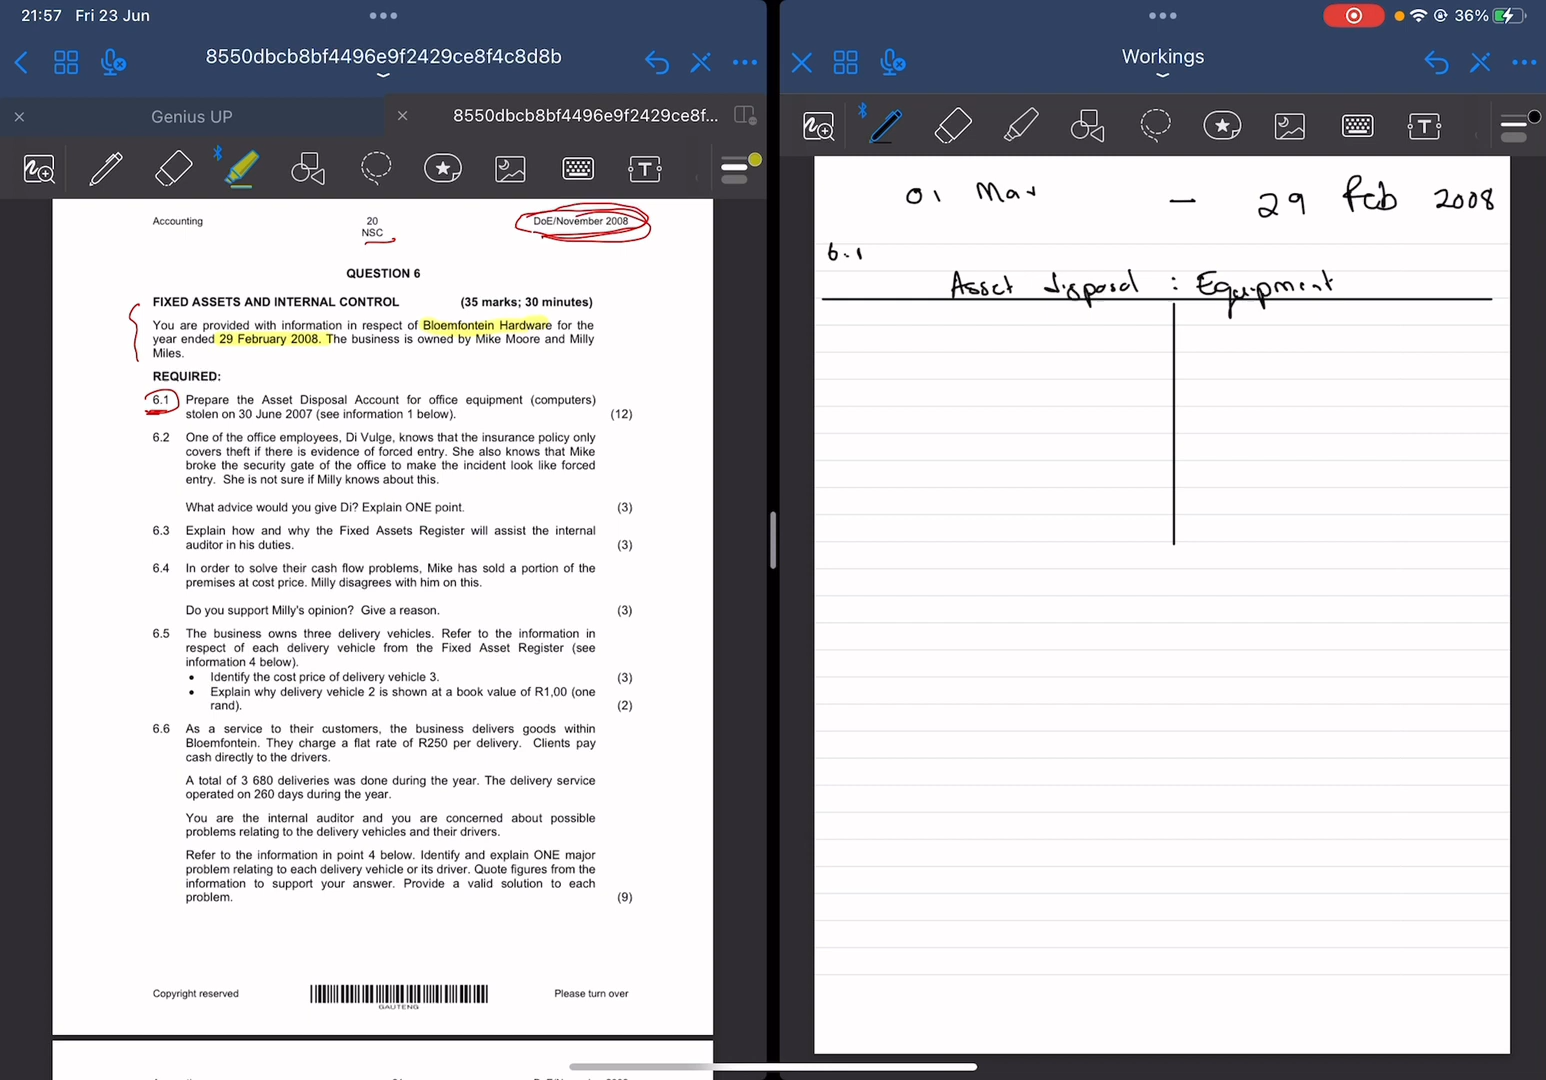 21:57 Fri 23 Jun
36%
8550dbcb8bf4496e9f2429ce8f4c8d8b
Workings
Genius UP
8550dbcb8bf4496e9f2429ce8f...
Accounting
20
NSC
DoE/November 2008
QUESTION 6
FIXED ASSETS AND INTERNAL CONTROL (35 marks; 30 minutes)
You are provided with information in respect of Bloemfontein Hardware for the
year ended 29 February 2008. The business is owned by Mike Moore and Milly
Miles.
REQUIRED:
6.1 Prepare the Asset Disposal Account for office equipment (computers)
stolen on 30 June 2007 (see information 1 below). (12)
6.2 One of the office employees, Di Vulge, knows that the insurance policy only
covers theft if there is evidence of forced entry. She also knows that Mike
broke the security gate of the office to make the incident look like forced
entry. She is not sure if Milly knows about this.
What advice would you give Di? Explain ONE point. (3)
6.3 Explain how and why the Fixed Assets Register will assist the internal
auditor in his duties. (3)
6.4 In order to solve their cash flow problems, Mike has sold a portion of the
premises at cost price. Milly disagrees with him on this.
Do you support Milly's opinion? Give a reason. (3)
6.5 The business owns three delivery vehicles. Refer to the information in
respect of each delivery vehicle from the Fixed Asset Register (see
information 4 below).
• Identify the cost price of delivery vehicle 3. (3)
• Explain why delivery vehicle 2 is shown at a book value of R1,00 (one
rand). (2)
6.6 As a service to their customers, the business delivers goods within
Bloemfontein. They charge a flat rate of R250 per delivery. Clients pay
cash directly to the drivers.
A total of 3 680 deliveries was done during the year. The delivery service
operated on 260 days during the year.
You are the internal auditor and you are concerned about possible
problems relating to the delivery vehicles and their drivers.
Refer to the information in point 4 below. Identify and explain ONE major
problem relating to each delivery vehicle or its driver. Quote figures from the
information to support your answer. Provide a valid solution to each
problem. (9)
Copyright reserved
GAUTENG
Please turn over
01 Mar — 29 Feb 2008
6.1
Asset Disposal : Equipment